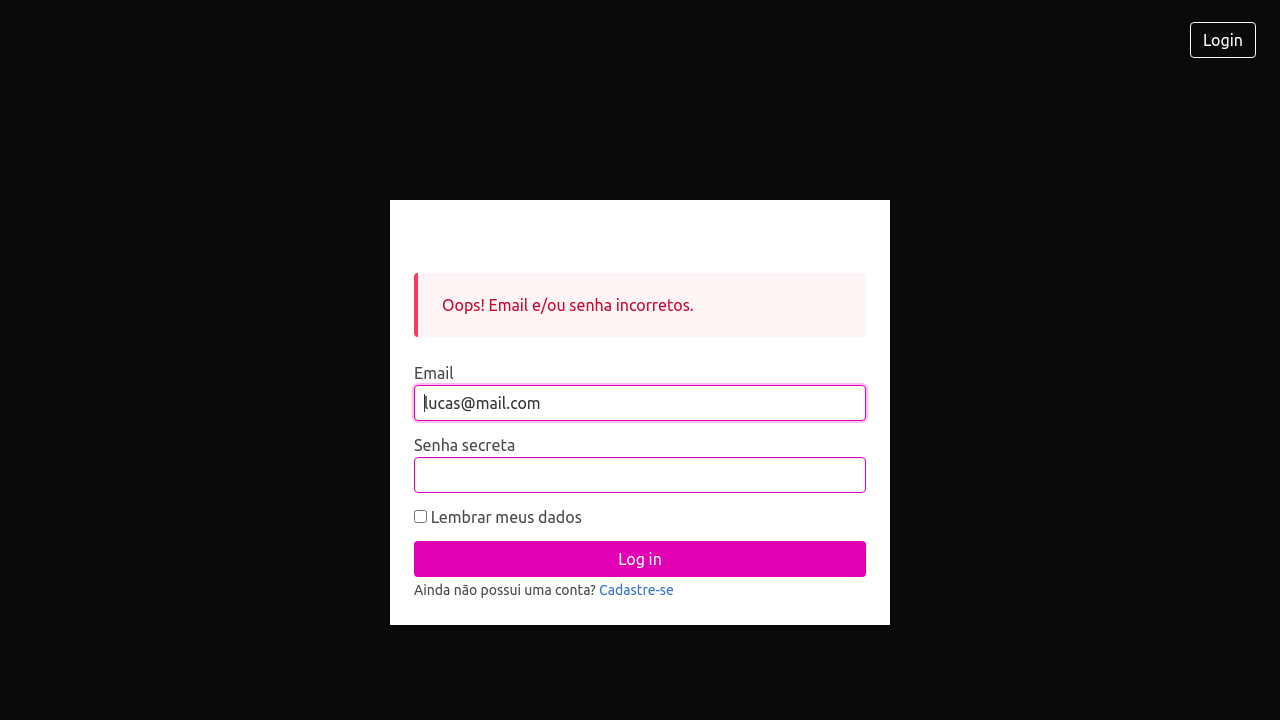 Login
Oops! Email e/ou senha incorretos.
Email
lucas@mail.com
Senha secreta
Lembrar meus dados
Log in
Ainda não possui uma conta? Cadastre-se